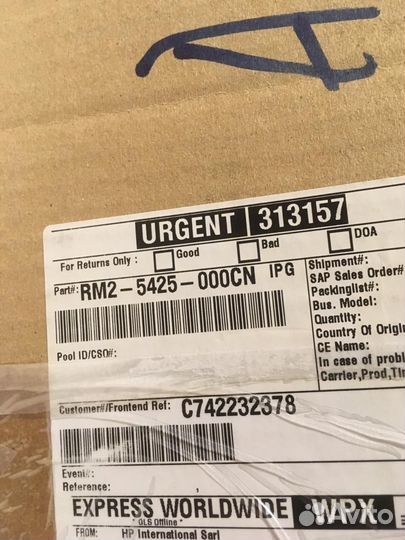 A
URGENT 313157
For Returns Only : Good Bad DOA
Part#: RM2-5425-000CN IPG
Shipment#:
SAP Sales Order#
Packinglist#:
Bus. Model:
Quantity:
Country Of Origin
CE Name:
In case of probl
Carrier,Prod,Tim
Pool ID/CSO#:
Customer#/Frontend Ref: C742232378
Event#:
Reference: ,
EXPRESS WORLDWIDE WPX
" OLS Offline "
FROM: HP International Sarl
Avito